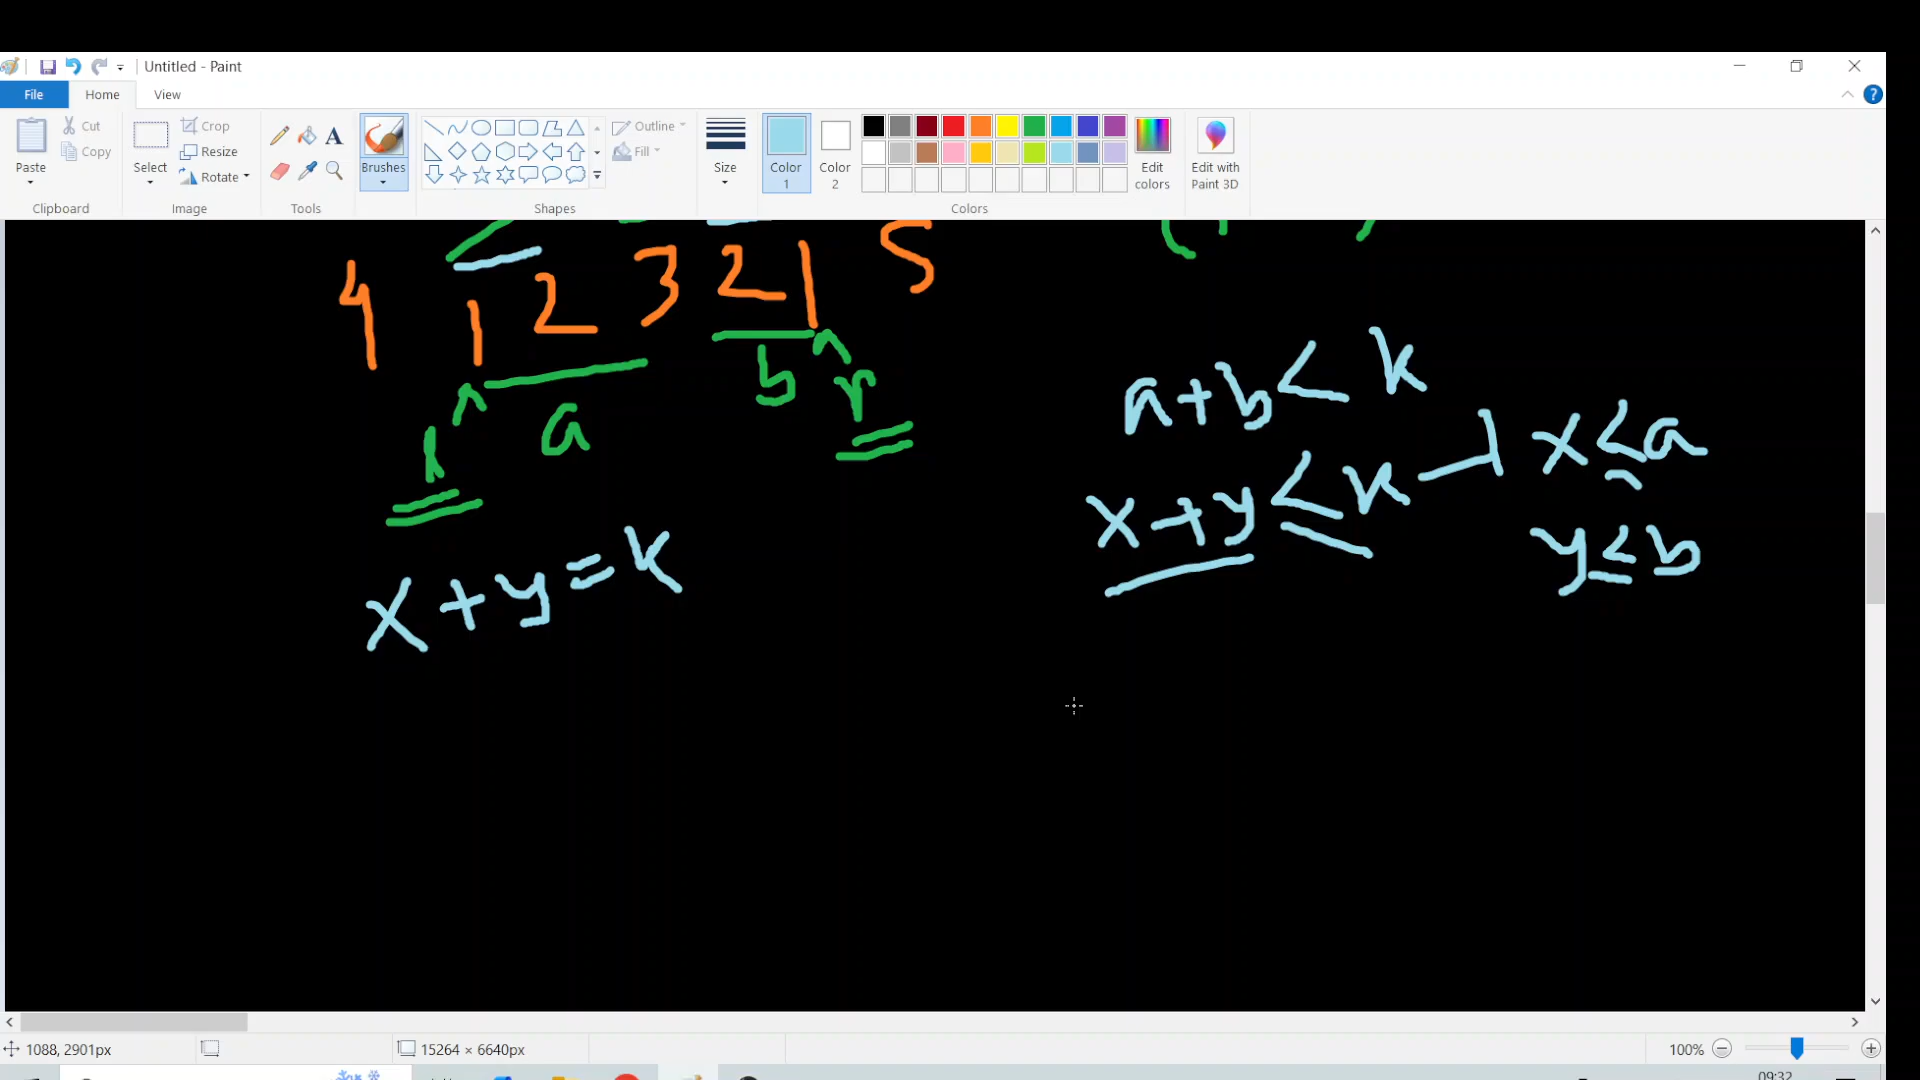 Untitled - Paint
File Home View
Paste
Cut
Copy
Clipboard
Select
Crop
Resize
Rotate
Image
A
Tools
Brushes
Shapes
Outline
Fill
Size
Color 1
Color 2
Edit colors
Colors
Edit with Paint 3D
4 1 2 3 2 1 5
l a b r
x+y=k
a+b<k
x+y≤k
x≤a
y≤b
1088, 2901px
15264 × 6640px
100%
09:32